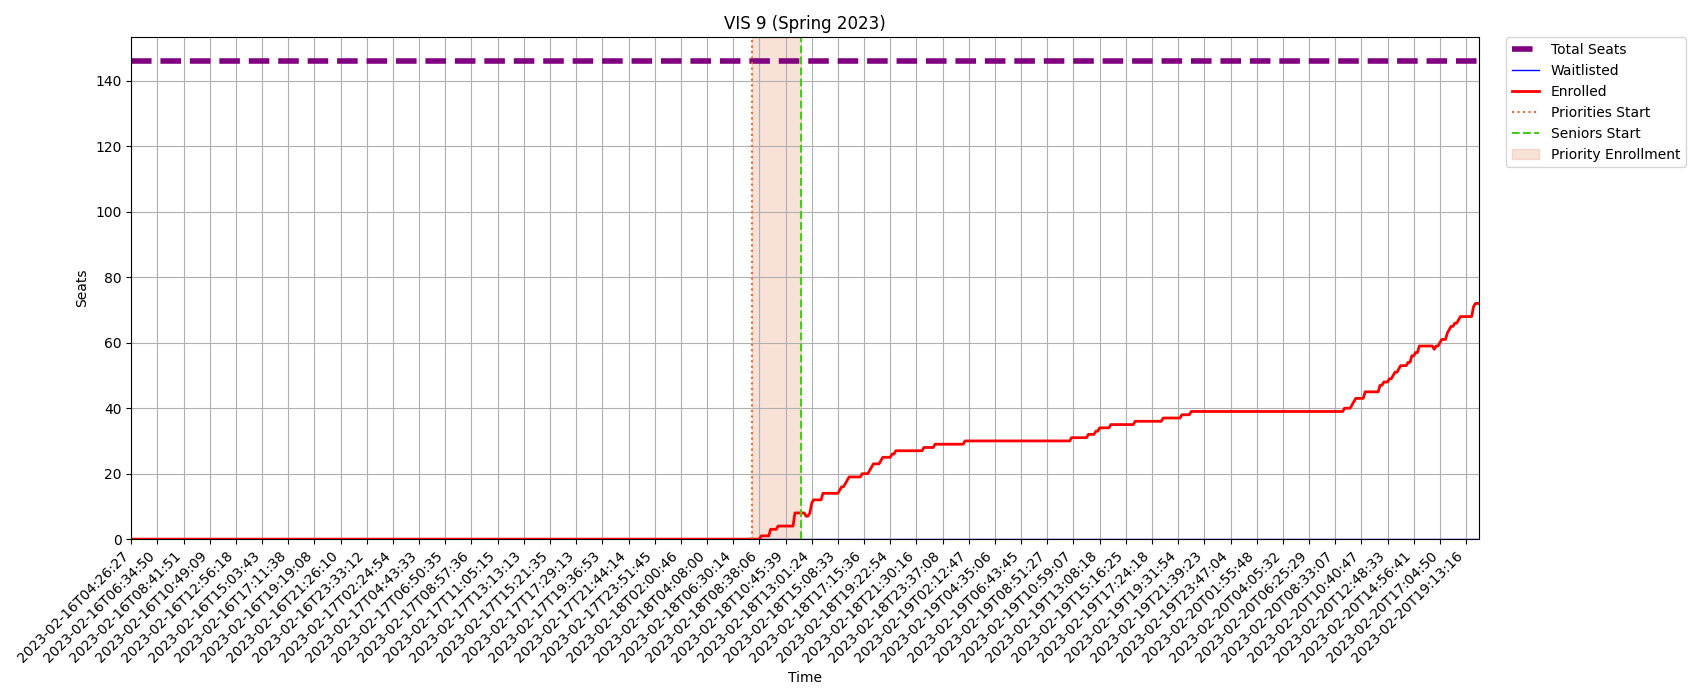 VIS 9 (Spring 2023)
Total Seats
Waitlisted
Enrolled
Priorities Start
Seniors Start
Priority Enrollment
Seats
140
120
100
80
60
40
20
0
2023-02-16T04:26:27
2023-02-16T06:34:50
2023-02-16T08:41:51
2023-02-16T10:49:09
2023-02-16T12:56:18
2023-02-16T15:03:43
2023-02-16T17:11:38
2023-02-16T19:19:08
2023-02-16T21:26:10
2023-02-16T23:33:12
2023-02-17T02:24:54
2023-02-17T04:43:33
2023-02-17T06:50:35
2023-02-17T08:57:36
2023-02-17T11:05:15
2023-02-17T13:13:13
2023-02-17T15:21:35
2023-02-17T17:29:13
2023-02-17T19:36:53
2023-02-17T21:44:14
2023-02-17T23:51:45
2023-02-18T02:00:46
2023-02-18T04:08:00
2023-02-18T06:30:14
2023-02-18T08:38:06
2023-02-18T10:45:39
2023-02-18T13:01:24
2023-02-18T15:08:33
2023-02-18T17:15:36
2023-02-18T19:22:54
2023-02-18T21:30:16
2023-02-18T23:37:08
2023-02-19T02:12:47
2023-02-19T04:35:06
2023-02-19T06:43:45
2023-02-19T08:51:27
2023-02-19T10:59:07
2023-02-19T13:08:18
2023-02-19T15:16:25
2023-02-19T17:24:18
2023-02-19T19:31:54
2023-02-19T21:39:23
2023-02-19T23:47:04
2023-02-20T01:55:48
2023-02-20T04:05:32
2023-02-20T06:25:29
2023-02-20T08:33:07
2023-02-20T10:40:47
2023-02-20T12:48:33
2023-02-20T14:56:41
2023-02-20T17:04:50
2023-02-20T19:13:16
Time